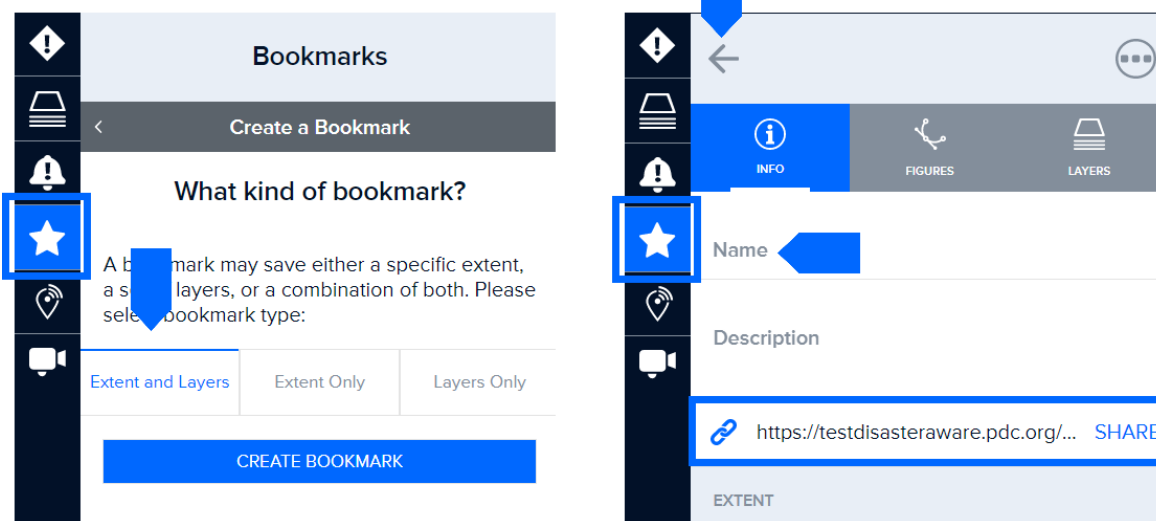 Bookmarks
Create a Bookmark
What kind of bookmark?
A b mark may save either a specific extent,
a s layers, or a combination of both. Please
sele bookmark type:
Extent and Layers
Extent Only
Layers Only
CREATE BOOKMARK
INFO
FIGURES
LAYERS
Name
Description
https://testdisasteraware.pdc.org/... SHARE
EXTENT